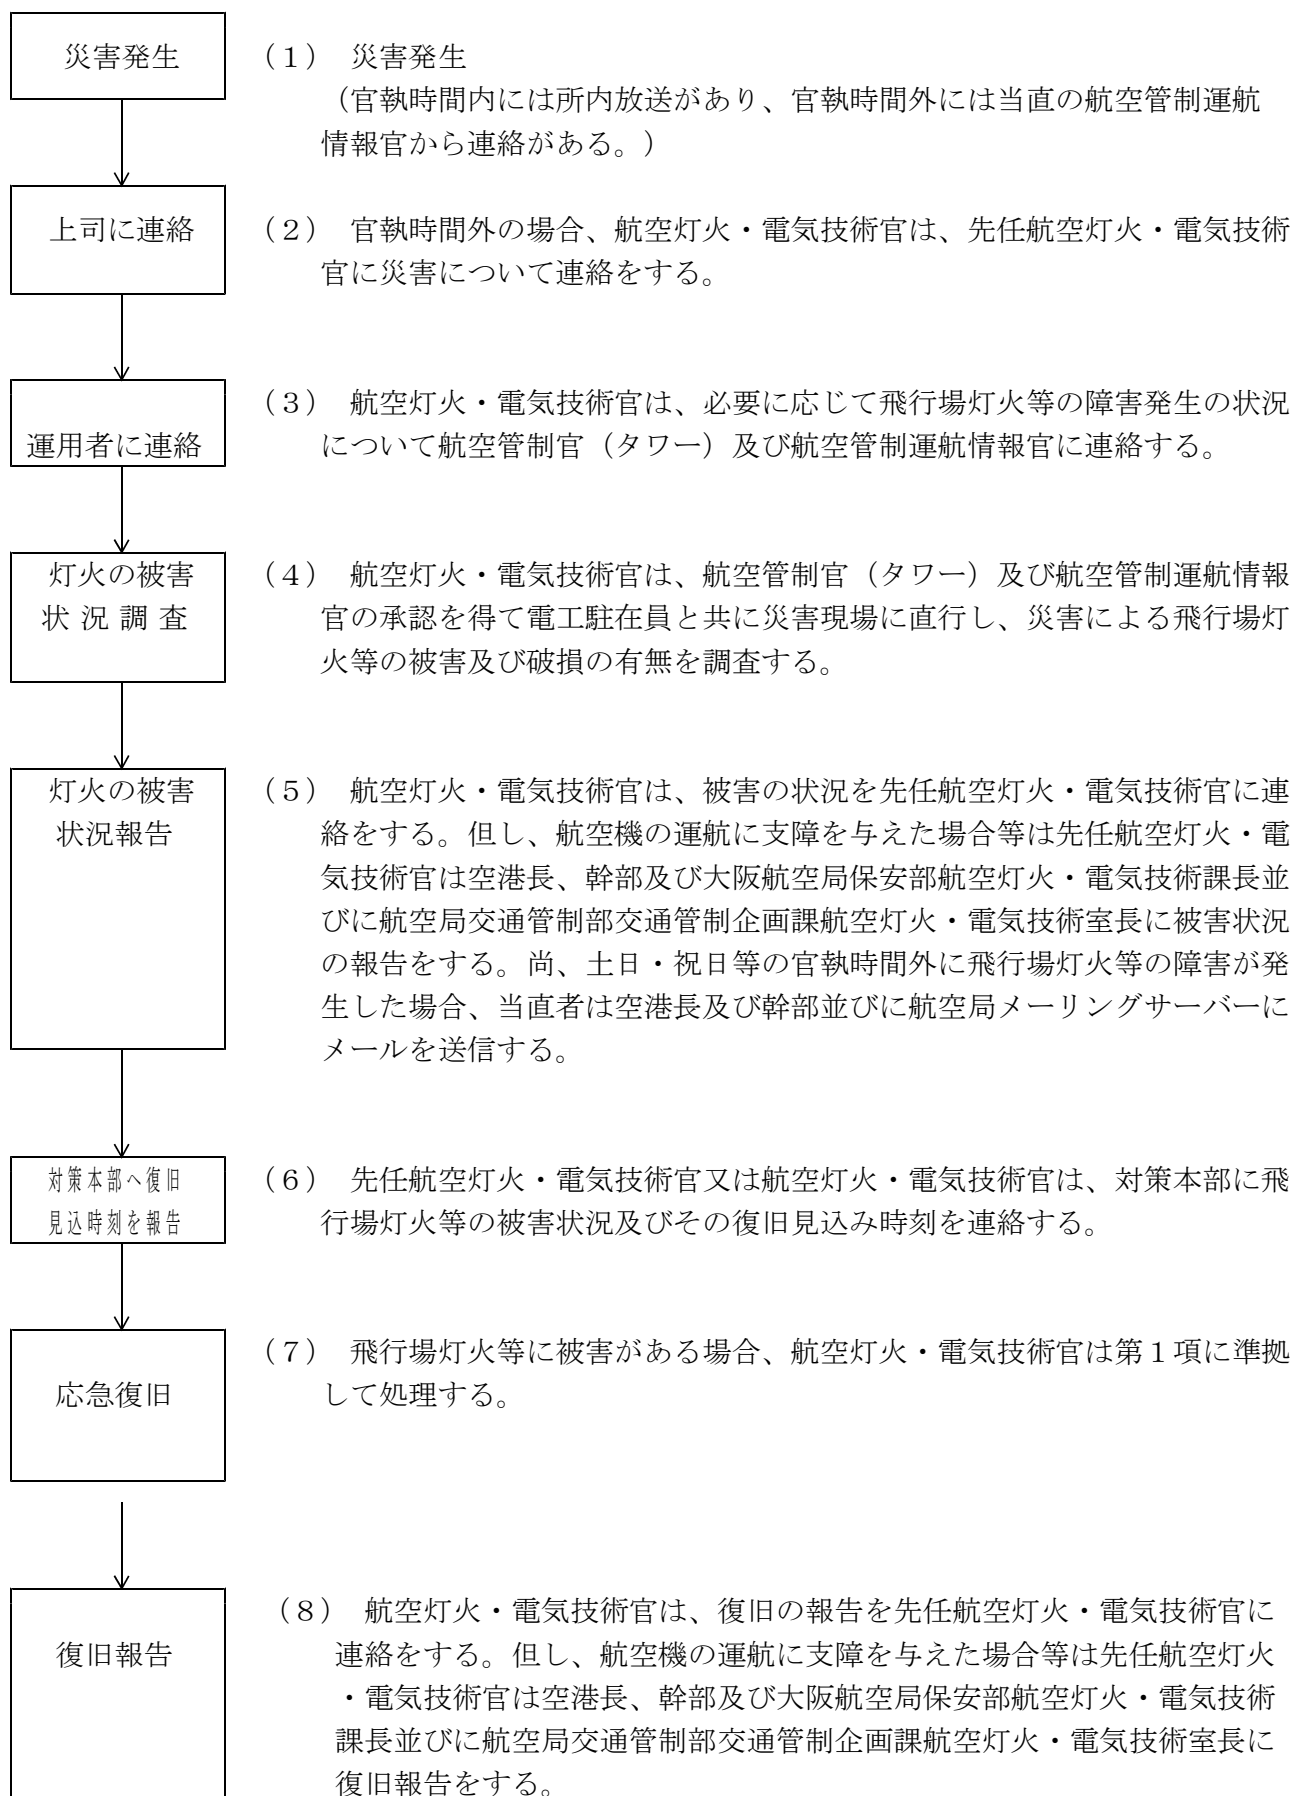 災害発生
（１） 災害発生
（官執時間内には所内放送があり、官執時間外には当直の航空管制運航
情報官から連絡がある。）
上司に連絡
（２） 官執時間外の場合、航空灯火・電気技術官は、先任航空灯火・電気技術
官に災害について連絡をする。
運用者に連絡
（３） 航空灯火・電気技術官は、必要に応じて飛行場灯火等の障害発生の状況
について航空管制官（タワー）及び航空管制運航情報官に連絡する。
灯火の被害
状況調査
（４） 航空灯火・電気技術官は、航空管制官（タワー）及び航空管制運航情報
官の承認を得て電工駐在員と共に災害現場に直行し、災害による飛行場灯
火等の被害及び破損の有無を調査する。
灯火の被害
状況報告
（５） 航空灯火・電気技術官は、被害の状況を先任航空灯火・電気技術官に連
絡をする。但し、航空機の運航に支障を与えた場合等は先任航空灯火・電
気技術官は空港長、幹部及び大阪航空局保安部航空灯火・電気技術課長並
びに航空局交通管制部交通管制企画課航空灯火・電気技術室長に被害状況
の報告をする。尚、土日・祝日等の官執時間外に飛行場灯火等の障害が発
生した場合、当直者は空港長及び幹部並びに航空局メーリングサーバーに
メールを送信する。
対策本部へ復旧
見込時刻を報告
（６） 先任航空灯火・電気技術官又は航空灯火・電気技術官は、対策本部に飛
行場灯火等の被害状況及びその復旧見込み時刻を連絡する。
応急復旧
（７） 飛行場灯火等に被害がある場合、航空灯火・電気技術官は第１項に準拠
して処理する。
復旧報告
（８） 航空灯火・電気技術官は、復旧の報告を先任航空灯火・電気技術官に
連絡をする。但し、航空機の運航に支障を与えた場合等は先任航空灯火
・電気技術官は空港長、幹部及び大阪航空局保安部航空灯火・電気技術
課長並びに航空局交通管制部交通管制企画課航空灯火・電気技術室長に
復旧報告をする。